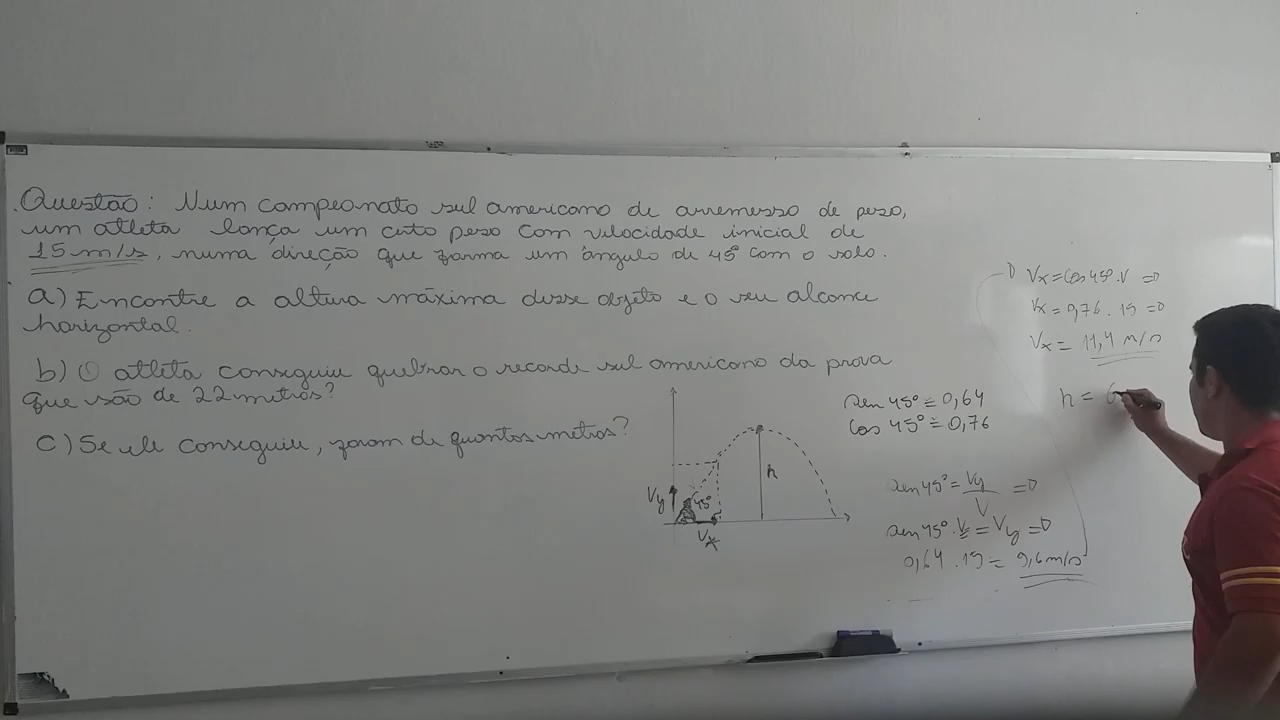 Questão: Num campeonato sul americano de arremesso de peso,
um atleta lança um certo peso com velocidade inicial de
15 m/s, numa direção que forma um ângulo de 45° com o solo.
a) Encontre a altura máxima desse objeto e o seu alcance
horizontal.
b) O atleta conseguiu quebrar o recorde sul americano da prova
que são de 22 metros?
c) Se ele conseguiu, foram de quantos metros?
Vy
45°
Vx
h
sen 45° ≅ 0,64
cos 45° ≅ 0,76
sen 45° = Vy/V ⇒
sen 45° . V = Vy ⇒
0,64 . 15 = 9,6 m/s
Vx = cos 45° . V ⇒
Vx = 0,76 . 15 ⇒
Vx = 11,4 m/s
h =